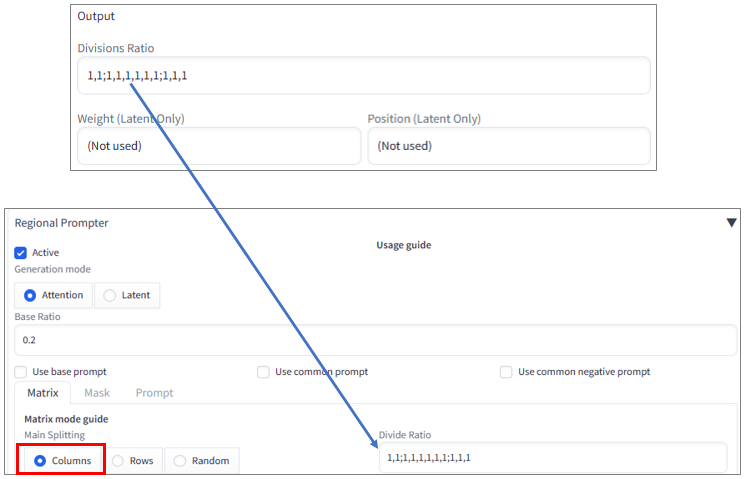 Output
Divisions Ratio
1,1;1,1,1,1,1,1;1,1,1
Weight (Latent Only) Position (Latent Only)
(Not used) (Not used)
Regional Prompter ▼
Usage guide
Active
Generation mode
Attention Latent
Base Ratio
0.2
Use base prompt Use common prompt Use common negative prompt
Matrix Mask Prompt
Matrix mode guide
Main Splitting Divide Ratio
Columns Rows Random 1,1;1,1,1,1,1,1;1,1,1